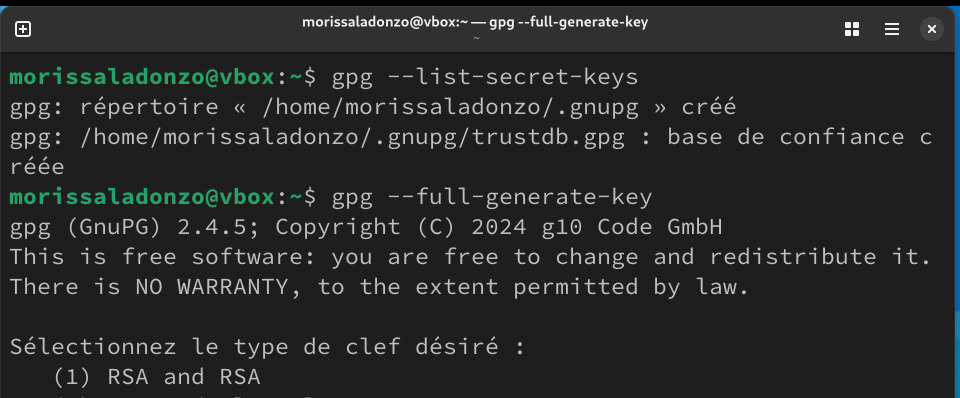 morissaladonzo@vbox:~ — gpg --full-generate-key
~
morissaladonzo@vbox:~$ gpg --list-secret-keys
gpg: répertoire « /home/morissaladonzo/.gnupg » créé
gpg: /home/morissaladonzo/.gnupg/trustdb.gpg : base de confiance c
réée
morissaladonzo@vbox:~$ gpg --full-generate-key
gpg (GnuPG) 2.4.5; Copyright (C) 2024 g10 Code GmbH
This is free software: you are free to change and redistribute it.
There is NO WARRANTY, to the extent permitted by law.
Sélectionnez le type de clef désiré :
(1) RSA and RSA